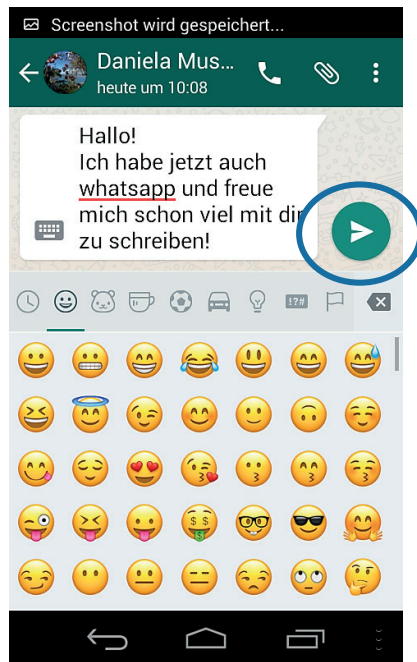 Screenshot wird gespeichert...
Daniela Mus...
heute um 10:08
Hallo!
Ich habe jetzt auch
whatsapp und freue
mich schon viel mit dir
zu schreiben!
!?#